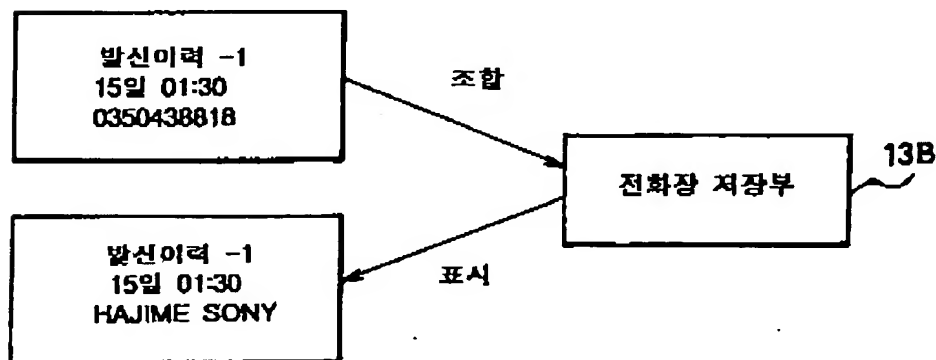 발신이력 -1
15일 01:30
0350438818
조합
전화장 저장부
13B
발신이력 -1
15일 01:30
HAJIME SONY
표시